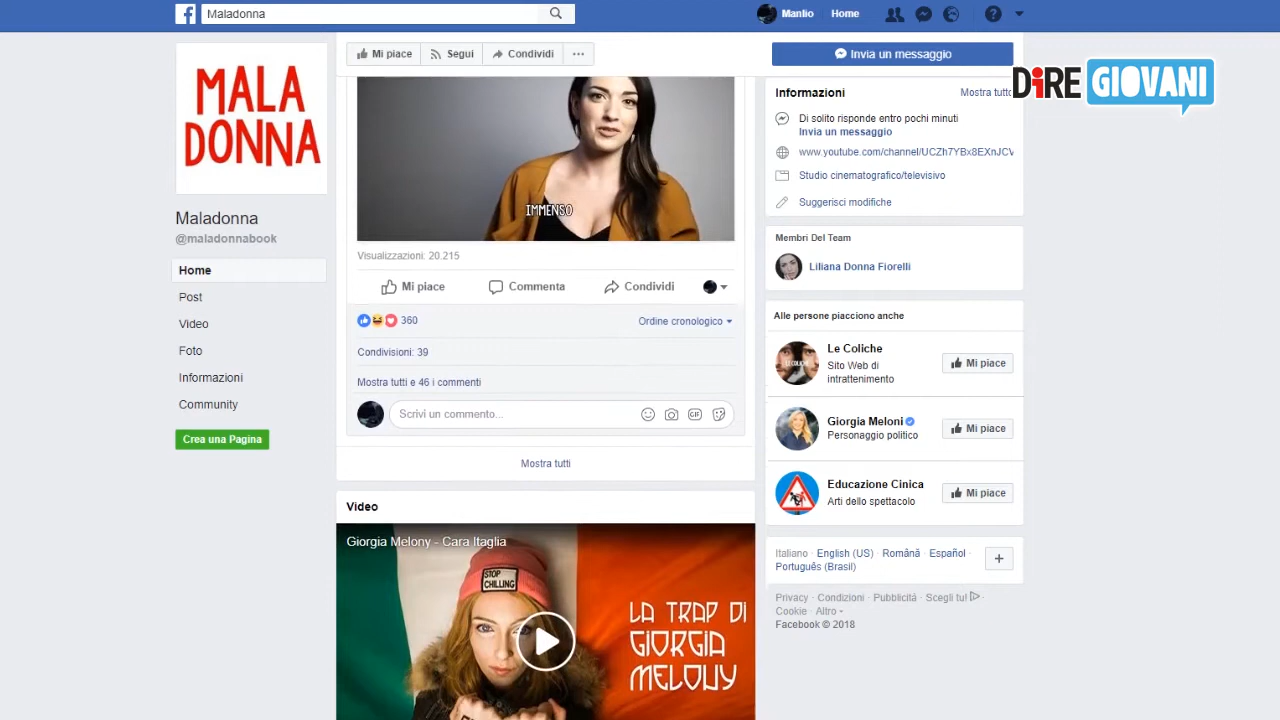 Maladonna
Manlio
Home
MALA
DONNA
Maladonna
@maladonnabook
Home
Post
Video
Foto
Informazioni
Community
Crea una Pagina
Mi piace
Segui
Condividi
IMMENSO
Visualizzazioni: 20.215
Mi piace
Commenta
Condividi
360
Ordine cronologico
Condivisioni: 39
Mostra tutti e 46 i commenti
Scrivi un commento...
GIF
Mostra tutti
Video
Giorgia Melony - Cara Itaglia
STOP
CHILLING
LA TRAP DI
GIORGIA
MELONY
Invia un messaggio
DiRE GIOVANI
Informazioni
Mostra tutto
Di solito risponde entro pochi minuti
Invia un messaggio
www.youtube.com/channel/UCZh7YBx8EXnJCV
Studio cinematografico/televisivo
Suggerisci modifiche
Membri Del Team
Liliana Donna Fiorelli
Alle persone piacciono anche
Le Coliche
Sito Web di
intrattenimento
Mi piace
Giorgia Meloni
Personaggio politico
Mi piace
Educazione Cinica
Arti dello spettacolo
Mi piace
Italiano · English (US) · Română · Español ·
Português (Brasil)
Privacy · Condizioni · Pubblicità · Scegli tu! ·
Cookie · Altro
Facebook © 2018